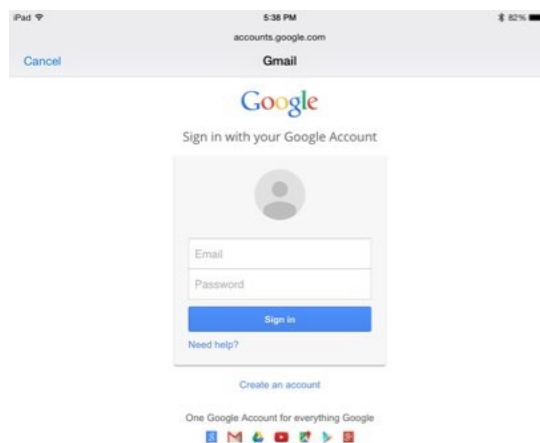 iPad 5:38 PM 82%
accounts.google.com
Cancel Gmail
Google
Sign in with your Google Account
Email
Password
Sign in
Need help?
Create an account
One Google Account for everything Google